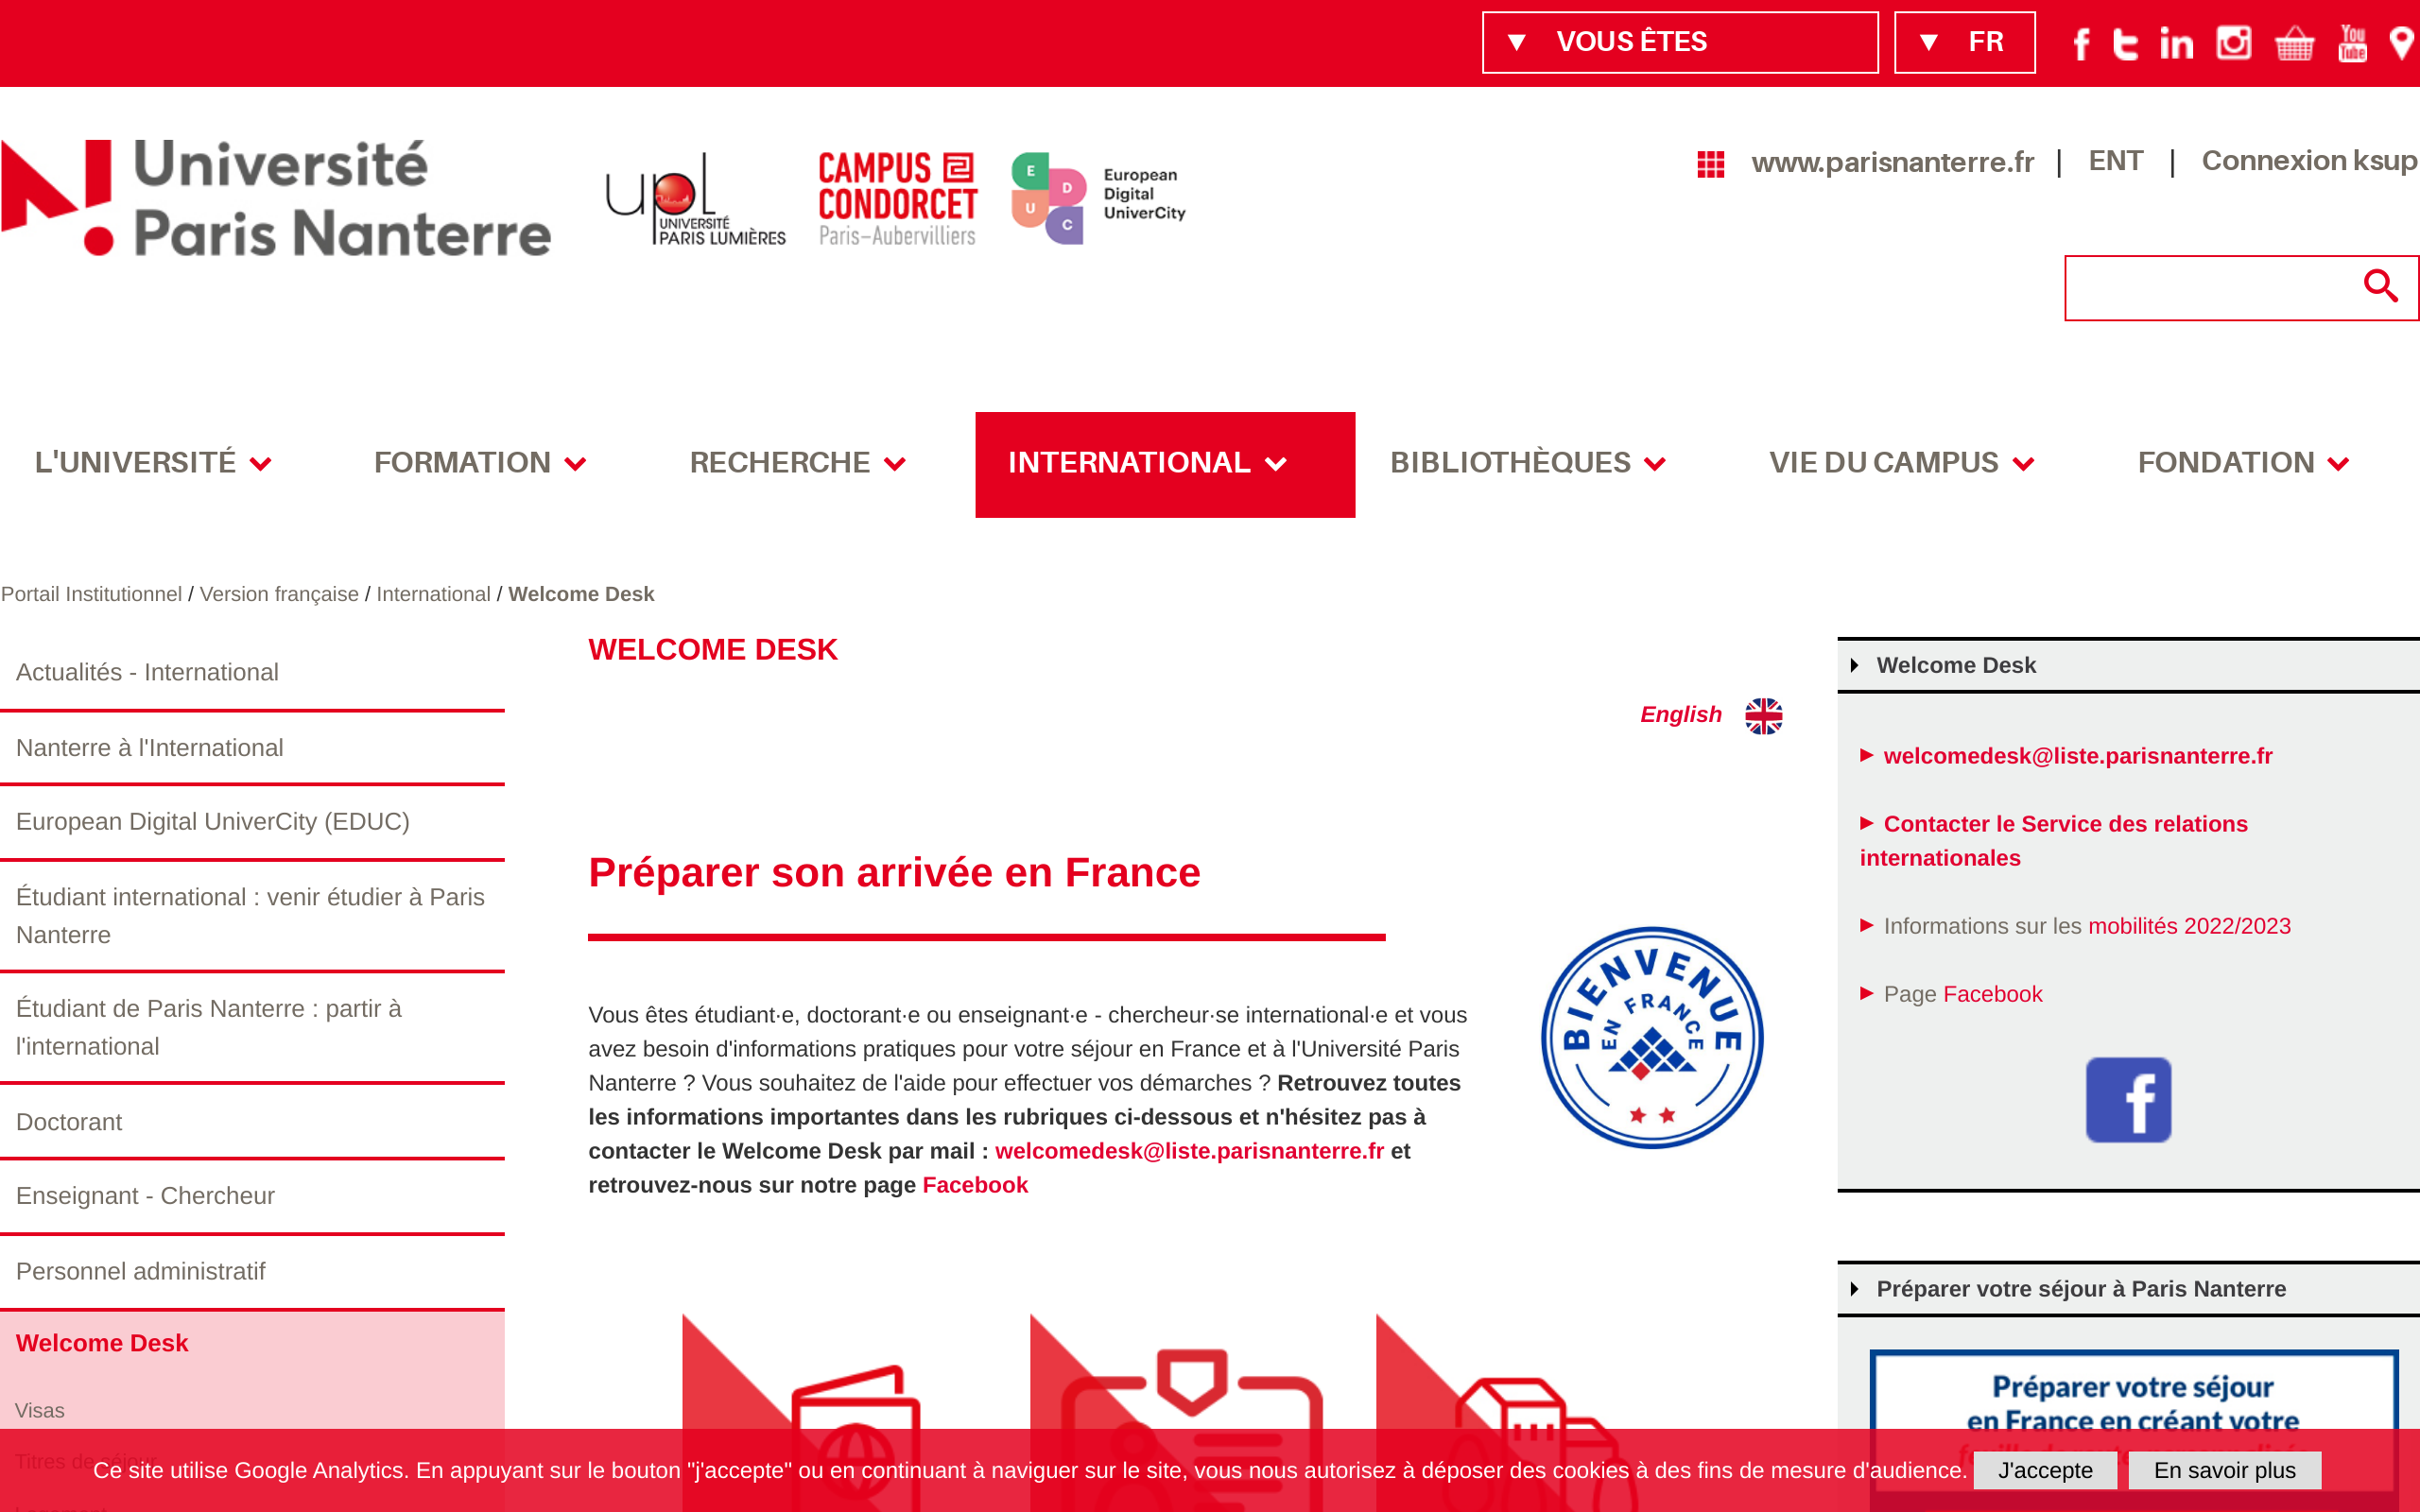 VOUS ÊTES
FR
You
Tube
Université
Paris Nanterre
upl
UNIVERSITÉ
PARIS LUMIÈRES
CAMPUS
CONDORCET
Paris–Aubervilliers
E
D
U
C
European
Digital
UniverCity
www.parisnanterre.fr | ENT | Connexion ksup
L'UNIVERSITÉ
FORMATION
RECHERCHE
INTERNATIONAL
BIBLIOTHÈQUES
VIE DU CAMPUS
FONDATION
Portail Institutionnel / Version française / International / Welcome Desk
Actualités - International
Nanterre à l'International
European Digital UniverCity (EDUC)
Étudiant international : venir étudier à Paris
Nanterre
Étudiant de Paris Nanterre : partir à
l'international
Doctorant
Enseignant - Chercheur
Personnel administratif
Welcome Desk
Visas
Titres de séjour
WELCOME DESK
English
Préparer son arrivée en France
Vous êtes étudiant·e, doctorant·e ou enseignant·e - chercheur·se international·e et vous
avez besoin d'informations pratiques pour votre séjour en France et à l'Université Paris
Nanterre ? Vous souhaitez de l'aide pour effectuer vos démarches ? Retrouvez toutes
les informations importantes dans les rubriques ci-dessous et n'hésitez pas à
contacter le Welcome Desk par mail : welcomedesk@liste.parisnanterre.fr et
retrouvez-nous sur notre page Facebook
BIENVENUE
EN FRANCE
Welcome Desk
welcomedesk@liste.parisnanterre.fr
Contacter le Service des relations
internationales
Informations sur les mobilités 2022/2023
Page Facebook
Préparer votre séjour à Paris Nanterre
Préparer votre séjour
en France en créant votre
Ce site utilise Google Analytics. En appuyant sur le bouton "j'accepte" ou en continuant à naviguer sur le site, vous nous autorisez à déposer des cookies à des fins de mesure d'audience.
J'accepte
En savoir plus